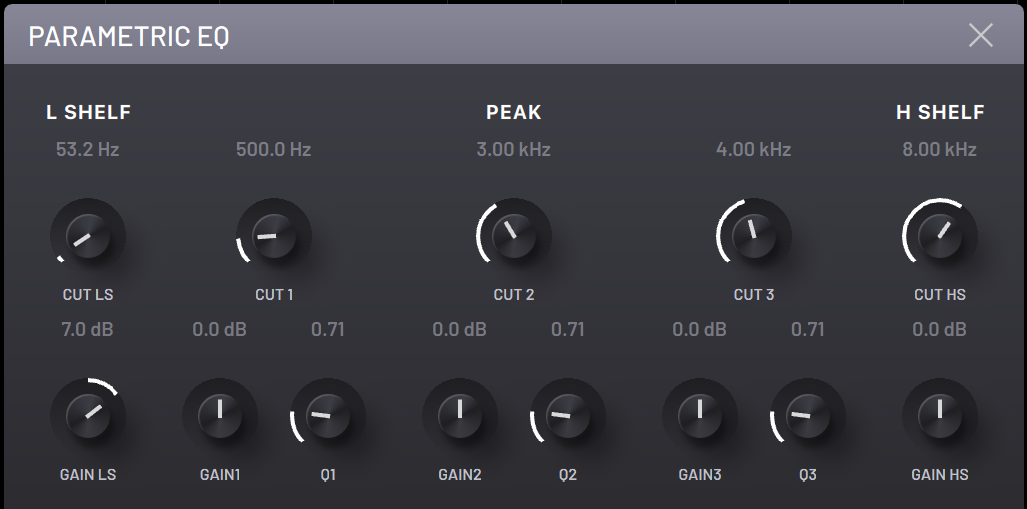 PARAMETRIC EQ
L SHELF PEAK H SHELF
53.2 Hz 500.0 Hz 3.00 kHz 4.00 kHz 8.00 kHz
CUT LS CUT 1 CUT 2 CUT 3 CUT HS
7.0 dB 0.0 dB 0.71 0.0 dB 0.71 0.0 dB 0.71 0.0 dB
GAIN LS GAIN1 Q1 GAIN2 Q2 GAIN3 Q3 GAIN HS